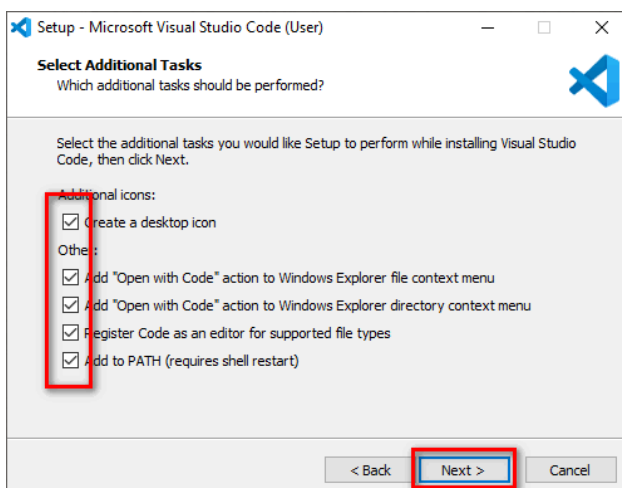 Setup - Microsoft Visual Studio Code (User)
Select Additional Tasks
Which additional tasks should be performed?
Select the additional tasks you would like Setup to perform while installing Visual Studio
Code, then click Next.
Additional icons:
Create a desktop icon
Other:
Add "Open with Code" action to Windows Explorer file context menu
Add "Open with Code" action to Windows Explorer directory context menu
Register Code as an editor for supported file types
Add to PATH (requires shell restart)
< Back Next > Cancel